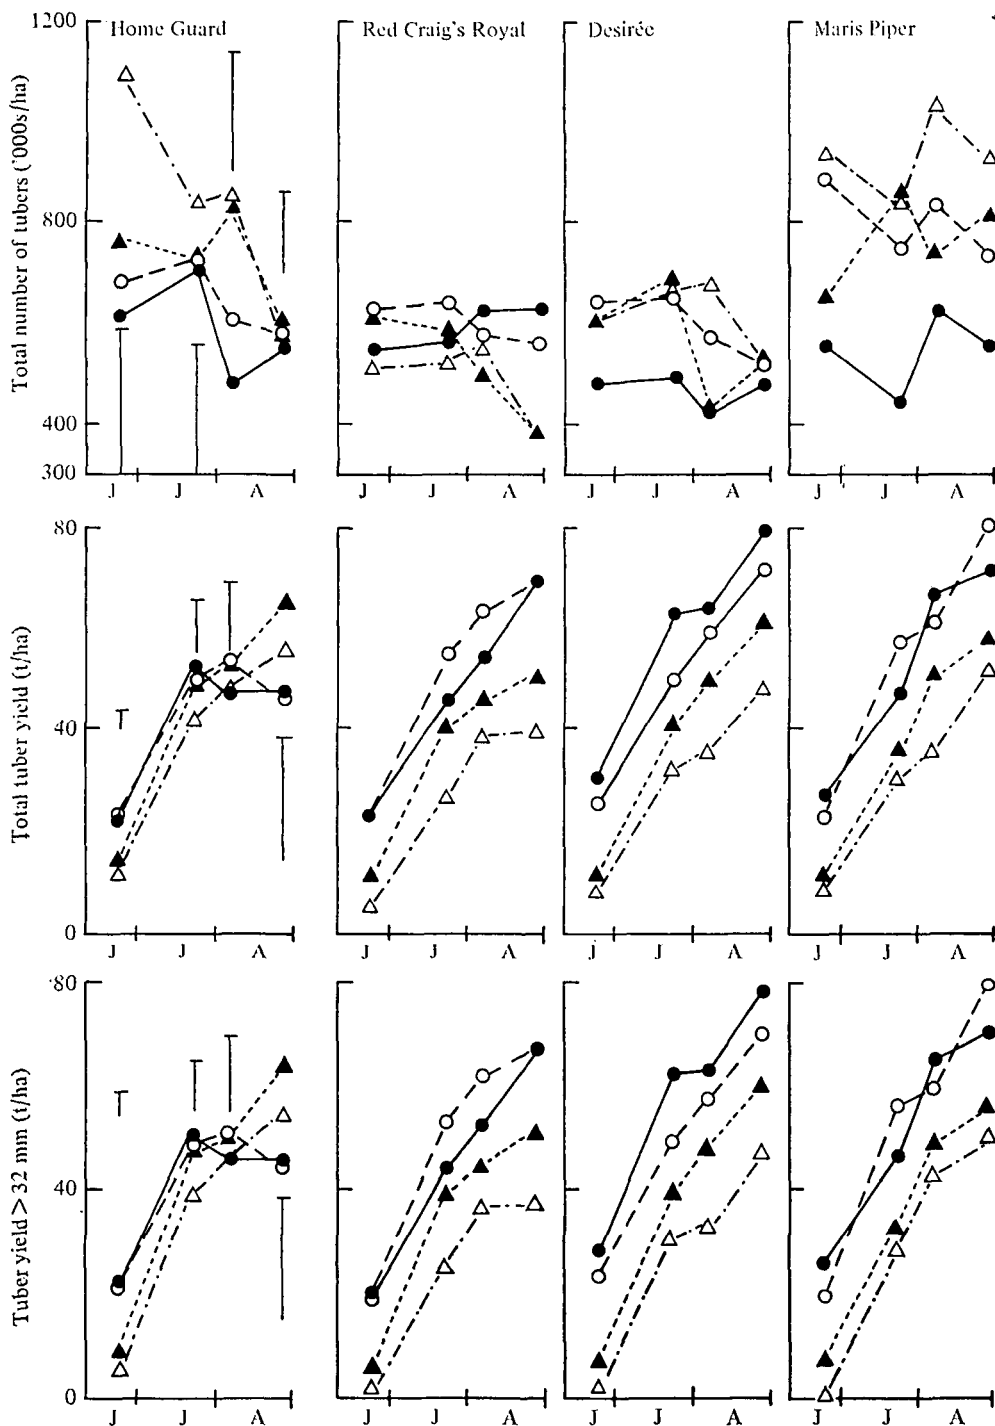 Home Guard Red Craig's Royal Desirée Maris Piper
Total number of tubers ('000s/ha)
1200
800
400
300
J J A J J A J J A J J A
Total tuber yield (t/ha)
80
40
0
J J A J J A J J A J J A
Tuber yield > 32 mm (t/ha)
80
40
0
J J A J J A J J A J J A